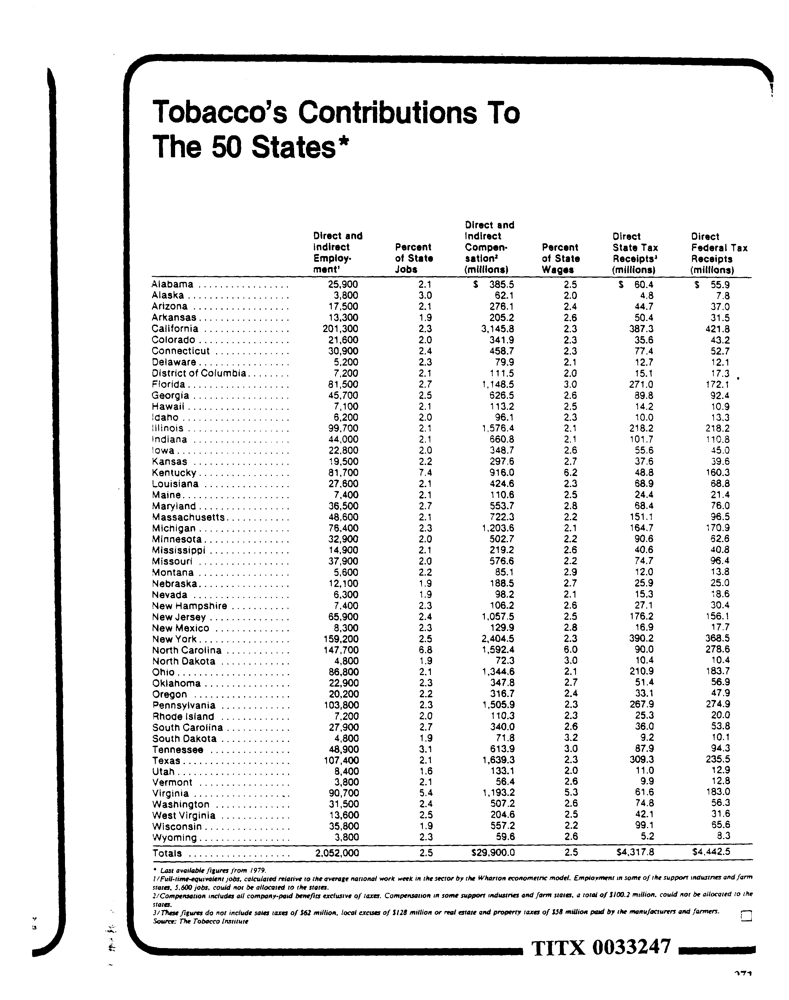 Tobacco's Contributions To
The 50 States*
Direct and Indirect Employ-ment¹ Percent of State Jobs Direct and Indirect Compen-sation² (millions) Percent of State Wages Direct State Tax Receipts³ (millions) Direct Federal Tax Receipts (millions)
Alabama ................. 25,900 2.1 $ 385.5 2.5 $ 60.4 $ 55.9
Alaska .................. 3,800 3.0 62.1 2.0 4.8 7.8
Arizona ................. 17,500 2.1 276.1 2.4 44.7 37.0
Arkansas................. 13,300 1.9 205.2 2.6 50.4 31.5
California .............. 201,300 2.3 3,145.8 2.3 387.3 421.8
Colorado ................ 21,600 2.0 341.9 2.3 35.6 43.2
Connecticut ............. 30,900 2.4 458.7 2.3 77.4 52.7
Delaware................. 5,200 2.3 79.9 2.1 12.7 12.1
District of Columbia....... 7,200 2.1 111.5 2.0 15.1 17.3
Florida.................. 81,500 2.7 1,148.5 3.0 271.0 172.1
Georgia ................. 45,700 2.5 626.5 2.6 89.8 92.4
Hawaii .................. 7,100 2.1 113.2 2.5 14.2 10.9
Idaho ................... 6,200 2.0 96.1 2.3 10.0 13.3
Illinois ................ 99,700 2.1 1,576.4 2.1 218.2 218.2
Indiana ................. 44,000 2.1 660.8 2.1 101.7 110.8
Iowa..................... 22,800 2.0 348.7 2.6 55.6 45.0
Kansas .................. 19,500 2.2 297.6 2.7 37.6 39.6
Kentucky ................ 81,700 7.4 916.0 6.2 48.8 160.3
Louisiana ............... 27,600 2.1 424.6 2.3 68.9 68.8
Maine.................... 7,400 2.1 110.6 2.5 24.4 21.4
Maryland................. 36,500 2.7 553.7 2.8 68.4 76.0
Massachusetts............ 48,600 2.1 722.3 2.2 151.1 96.5
Michigan ................ 76,400 2.3 1,203.6 2.1 164.7 170.9
Minnesota................ 32,900 2.0 502.7 2.2 90.6 62.6
Mississippi ............. 14,900 2.1 219.2 2.6 40.6 40.8
Missouri ................ 37,900 2.0 576.6 2.2 74.7 96.4
Montana ................. 5,600 2.2 85.1 2.9 12.0 13.8
Nebraska................. 12,100 1.9 188.5 2.7 25.9 25.0
Nevada .................. 6,300 1.9 98.2 2.1 15.3 18.6
New Hampshire ........... 7,400 2.3 106.2 2.6 27.1 30.4
New Jersey .............. 65,900 2.4 1,057.5 2.5 176.2 156.1
New Mexico .............. 8,300 2.3 129.9 2.8 16.9 17.7
New York................. 159,200 2.5 2,404.5 2.3 390.2 368.5
North Carolina .......... 147,700 6.8 1,592.4 6.0 90.0 278.6
North Dakota ............ 4,800 1.9 72.3 3.0 10.4 10.4
Ohio..................... 86,800 2.1 1,344.6 2.1 210.9 183.7
Oklahoma ................ 22,900 2.3 347.8 2.7 51.4 56.9
Oregon .................. 20,200 2.2 316.7 2.4 33.1 47.9
Pennsylvania ............ 103,800 2.3 1,505.9 2.3 267.9 274.9
Rhode Island ............ 7,200 2.0 110.3 2.3 25.3 20.0
South Carolina .......... 27,900 2.7 340.0 2.6 36.0 53.8
South Dakota ............ 4,800 1.9 71.8 3.2 9.2 10.1
Tennessee ............... 48,900 3.1 613.9 3.0 87.9 94.3
Texas.................... 107,400 2.1 1,639.3 2.3 309.3 235.5
Utah..................... 8,400 1.6 133.1 2.0 11.0 12.9
Vermont ................. 3,800 2.1 56.4 2.6 9.9 12.8
Virginia ................ 90,700 5.4 1,193.2 5.3 61.6 183.0
Washington .............. 31,500 2.4 507.2 2.6 74.8 56.3
West Virginia ........... 13,600 2.5 204.6 2.5 42.1 31.6
Wisconsin................ 35,800 1.9 557.2 2.2 99.1 65.6
Wyoming.................. 3,800 2.3 59.6 2.6 5.2 8.3
Totals .................. 2,052,000 2.5 $29,900.0 2.5 $4,317.8 $4,442.5
* Last available figures from 1979.
1/Full-time-equivalent jobs, calculated relative to the average national work week in the sector by the Wharton econometric model. Employment in some of the support industries and farm
states, 5,600 jobs, could not be allocated to the states.
2/Compensation includes all company-paid benefits exclusive of taxes. Compensation in some support industries and farm states, a total of $100.2 million, could not be allocated to the
states.
3/These figures do not include sales taxes of $62 million, local excises of $128 million or real estate and property taxes of $58 million paid by the manufacturers and farmers.
Source: The Tobacco Institute
TITX 0033247